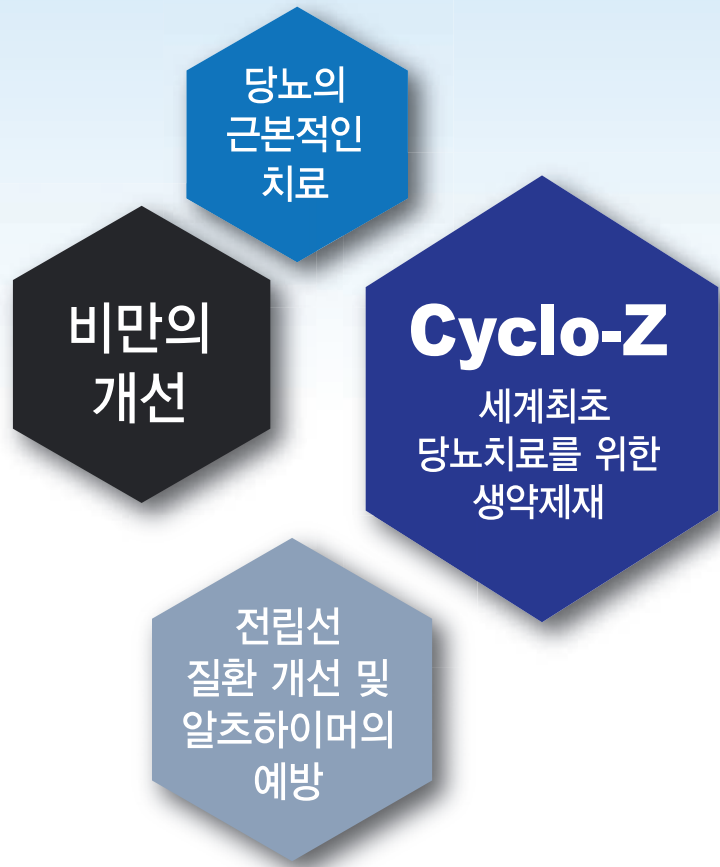 당뇨의
근본적인
치료
비만의
개선
Cyclo-Z
세계최초
당뇨치료를 위한
생약제재
전립선
질환 개선 및
알츠하이머의
예방